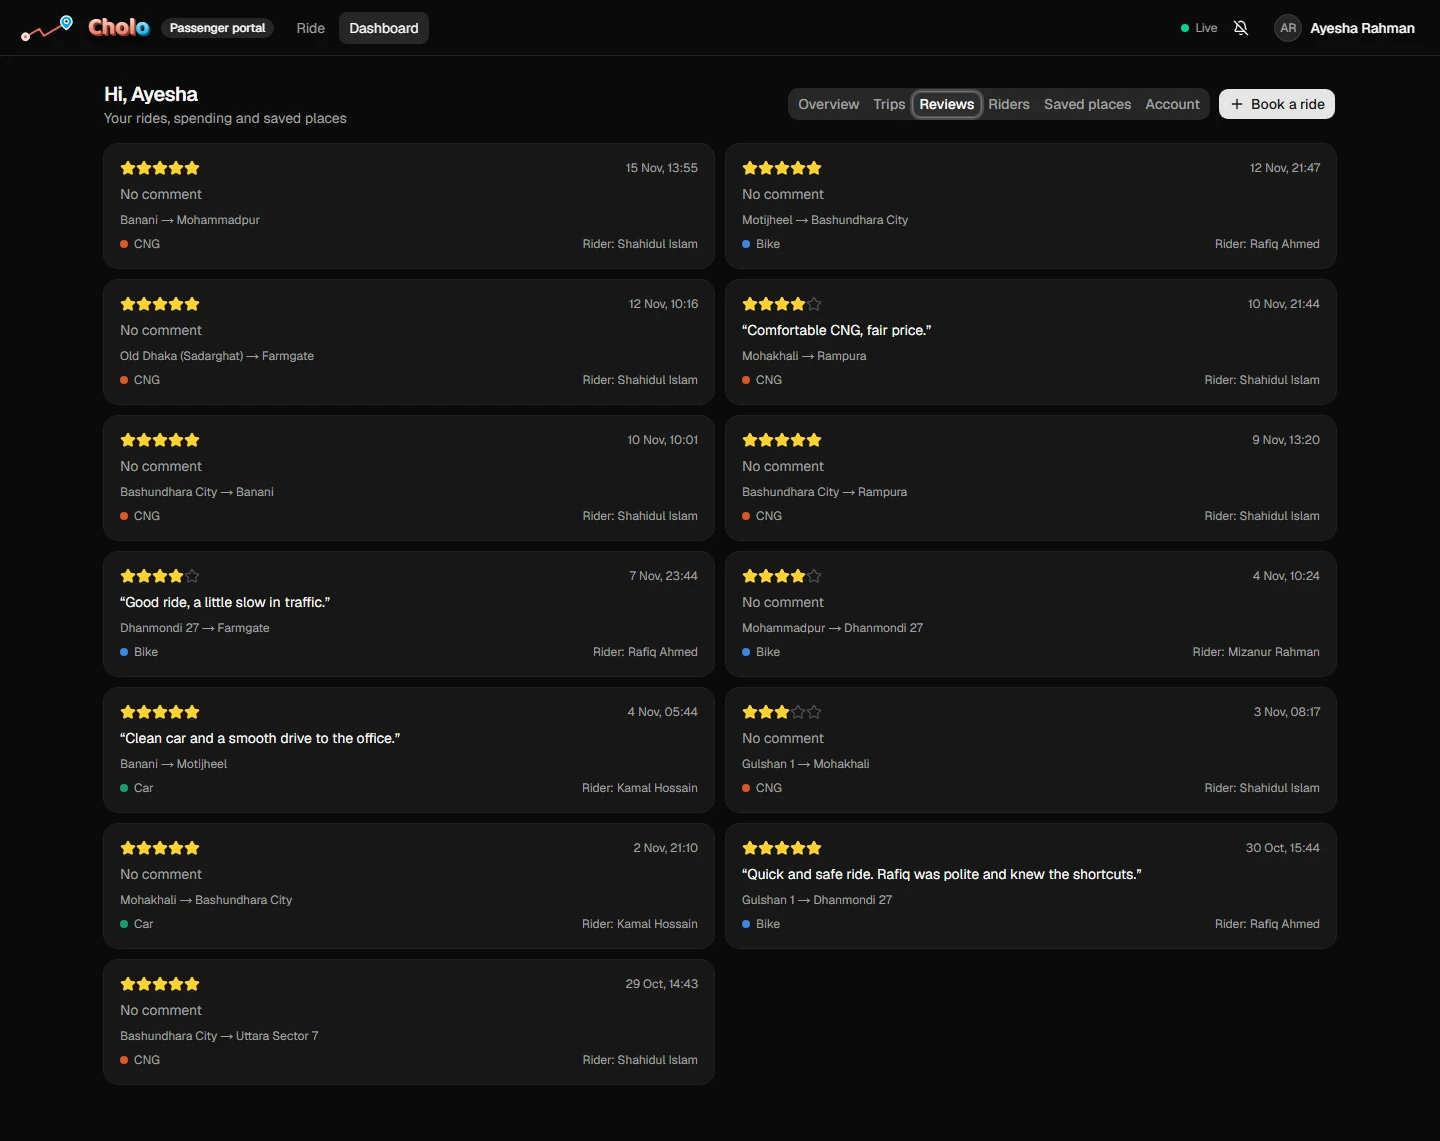 Cholo Passenger portal Ride Dashboard Live AR Ayesha Rahman
Hi, Ayesha
Your rides, spending and saved places
Overview Trips Reviews Riders Saved places Account + Book a ride
15 Nov, 13:55
No comment
Banani → Mohammadpur
CNG Rider: Shahidul Islam
12 Nov, 21:47
No comment
Motijheel → Bashundhara City
Bike Rider: Rafiq Ahmed
12 Nov, 10:16
No comment
Old Dhaka (Sadarghat) → Farmgate
CNG Rider: Shahidul Islam
10 Nov, 21:44
“Comfortable CNG, fair price.”
Mohakhali → Rampura
CNG Rider: Shahidul Islam
10 Nov, 10:01
No comment
Bashundhara City → Banani
CNG Rider: Shahidul Islam
9 Nov, 13:20
No comment
Bashundhara City → Rampura
CNG Rider: Shahidul Islam
7 Nov, 23:44
“Good ride, a little slow in traffic.”
Dhanmondi 27 → Farmgate
Bike Rider: Rafiq Ahmed
4 Nov, 10:24
No comment
Mohammadpur → Dhanmondi 27
Bike Rider: Mizanur Rahman
4 Nov, 05:44
“Clean car and a smooth drive to the office.”
Banani → Motijheel
Car Rider: Kamal Hossain
3 Nov, 08:17
No comment
Gulshan 1 → Mohakhali
CNG Rider: Shahidul Islam
2 Nov, 21:10
No comment
Mohakhali → Bashundhara City
Car Rider: Kamal Hossain
30 Oct, 15:44
“Quick and safe ride. Rafiq was polite and knew the shortcuts.”
Gulshan 1 → Dhanmondi 27
Bike Rider: Rafiq Ahmed
29 Oct, 14:43
No comment
Bashundhara City → Uttara Sector 7
CNG Rider: Shahidul Islam